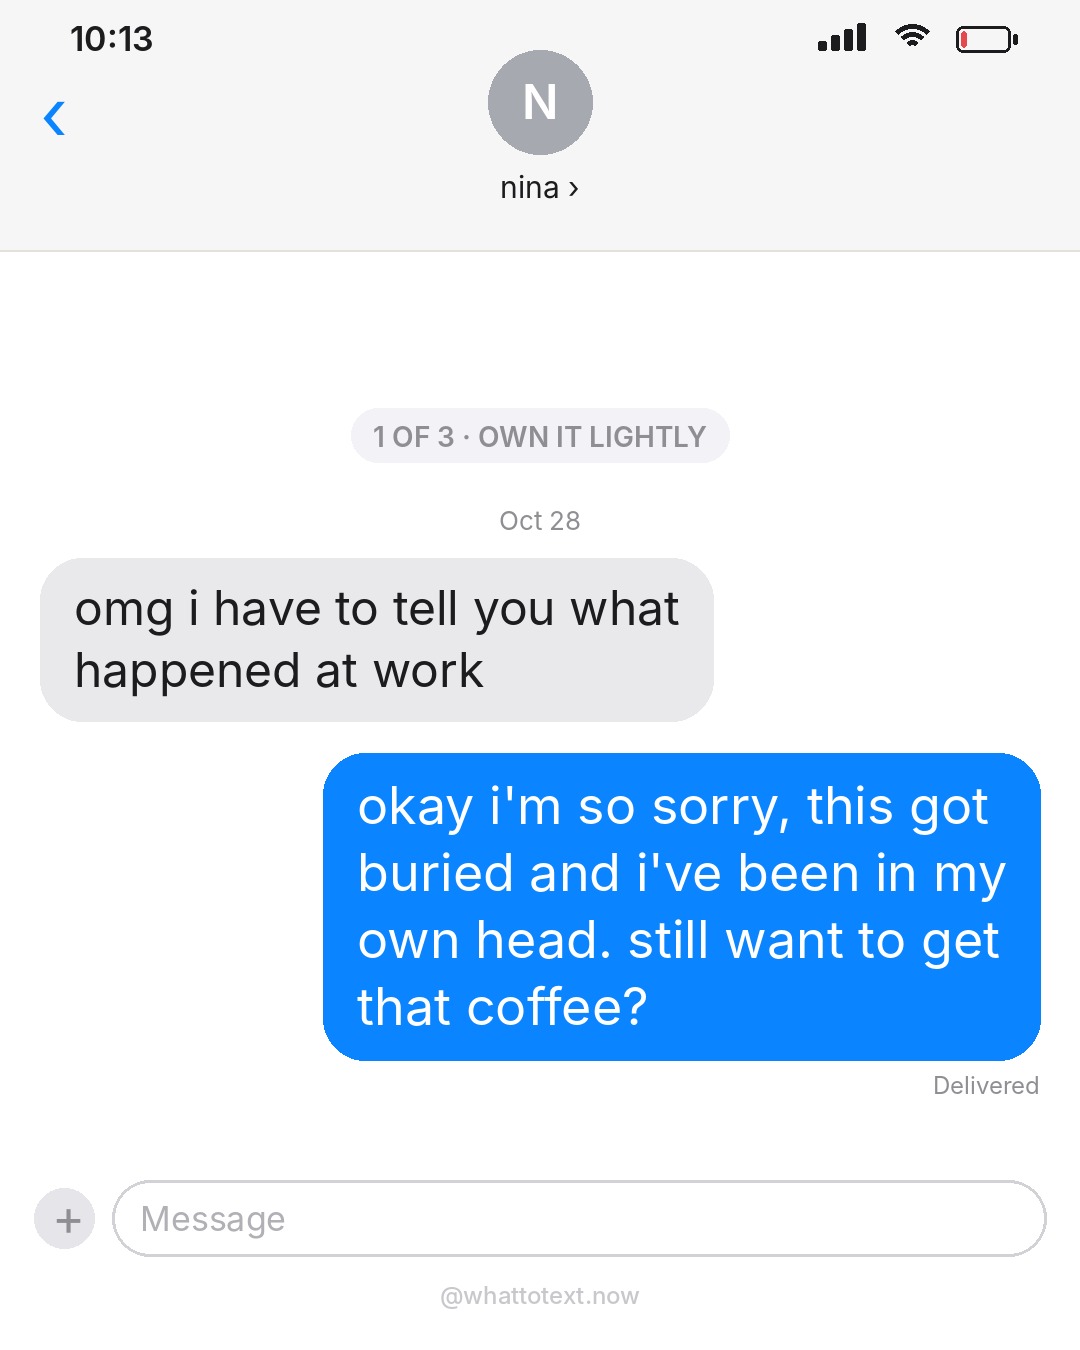 10:13
N
nina ›
1 OF 3 · OWN IT LIGHTLY
Oct 28
omg i have to tell you what
happened at work
okay i'm so sorry, this got
buried and i've been in my
own head. still want to get
that coffee?
Delivered
+ Message
@whattotext.now